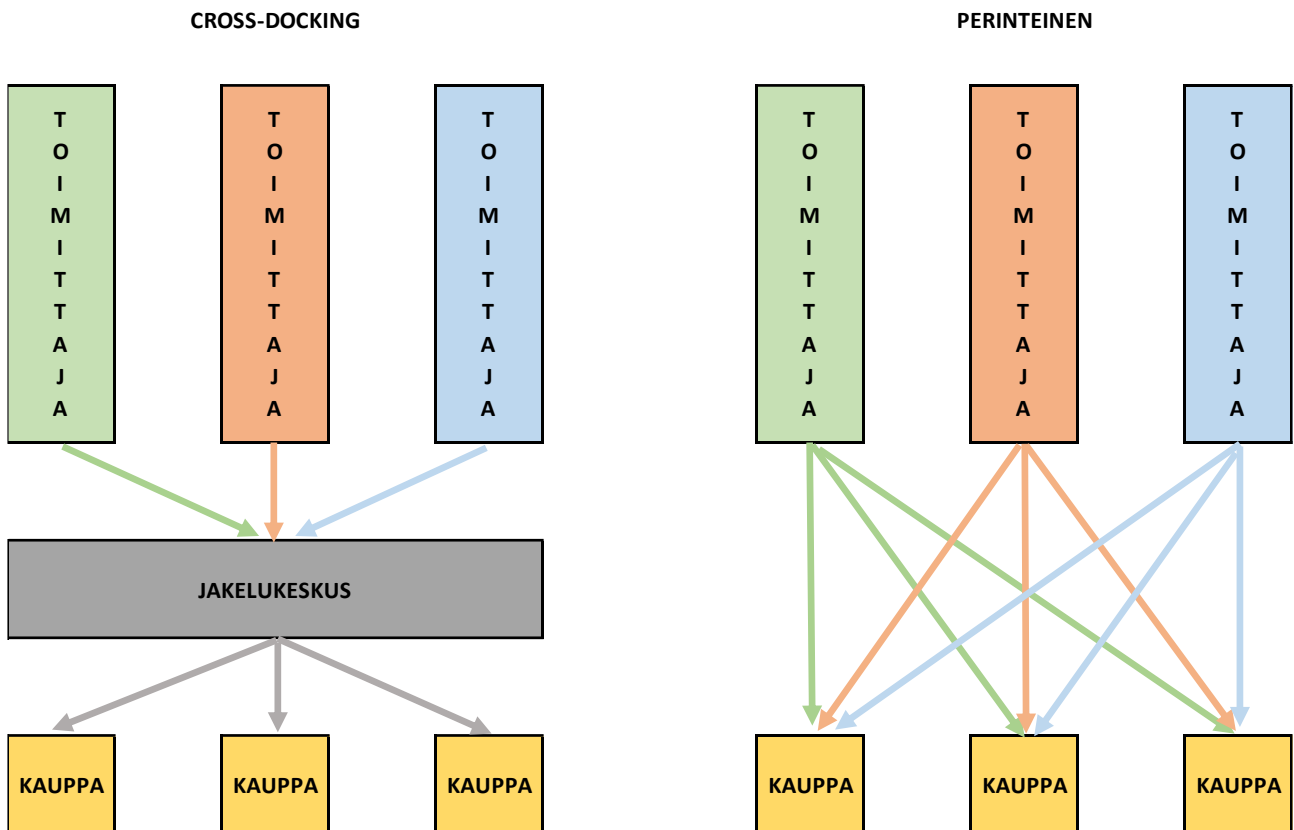 CROSS-DOCKING
PERINTEINEN
TOIMITTAJA
TOIMITTAJA
TOIMITTAJA
TOIMITTAJA
TOIMITTAJA
TOIMITTAJA
JAKELUKESKUS
KAUPPA
KAUPPA
KAUPPA
KAUPPA
KAUPPA
KAUPPA